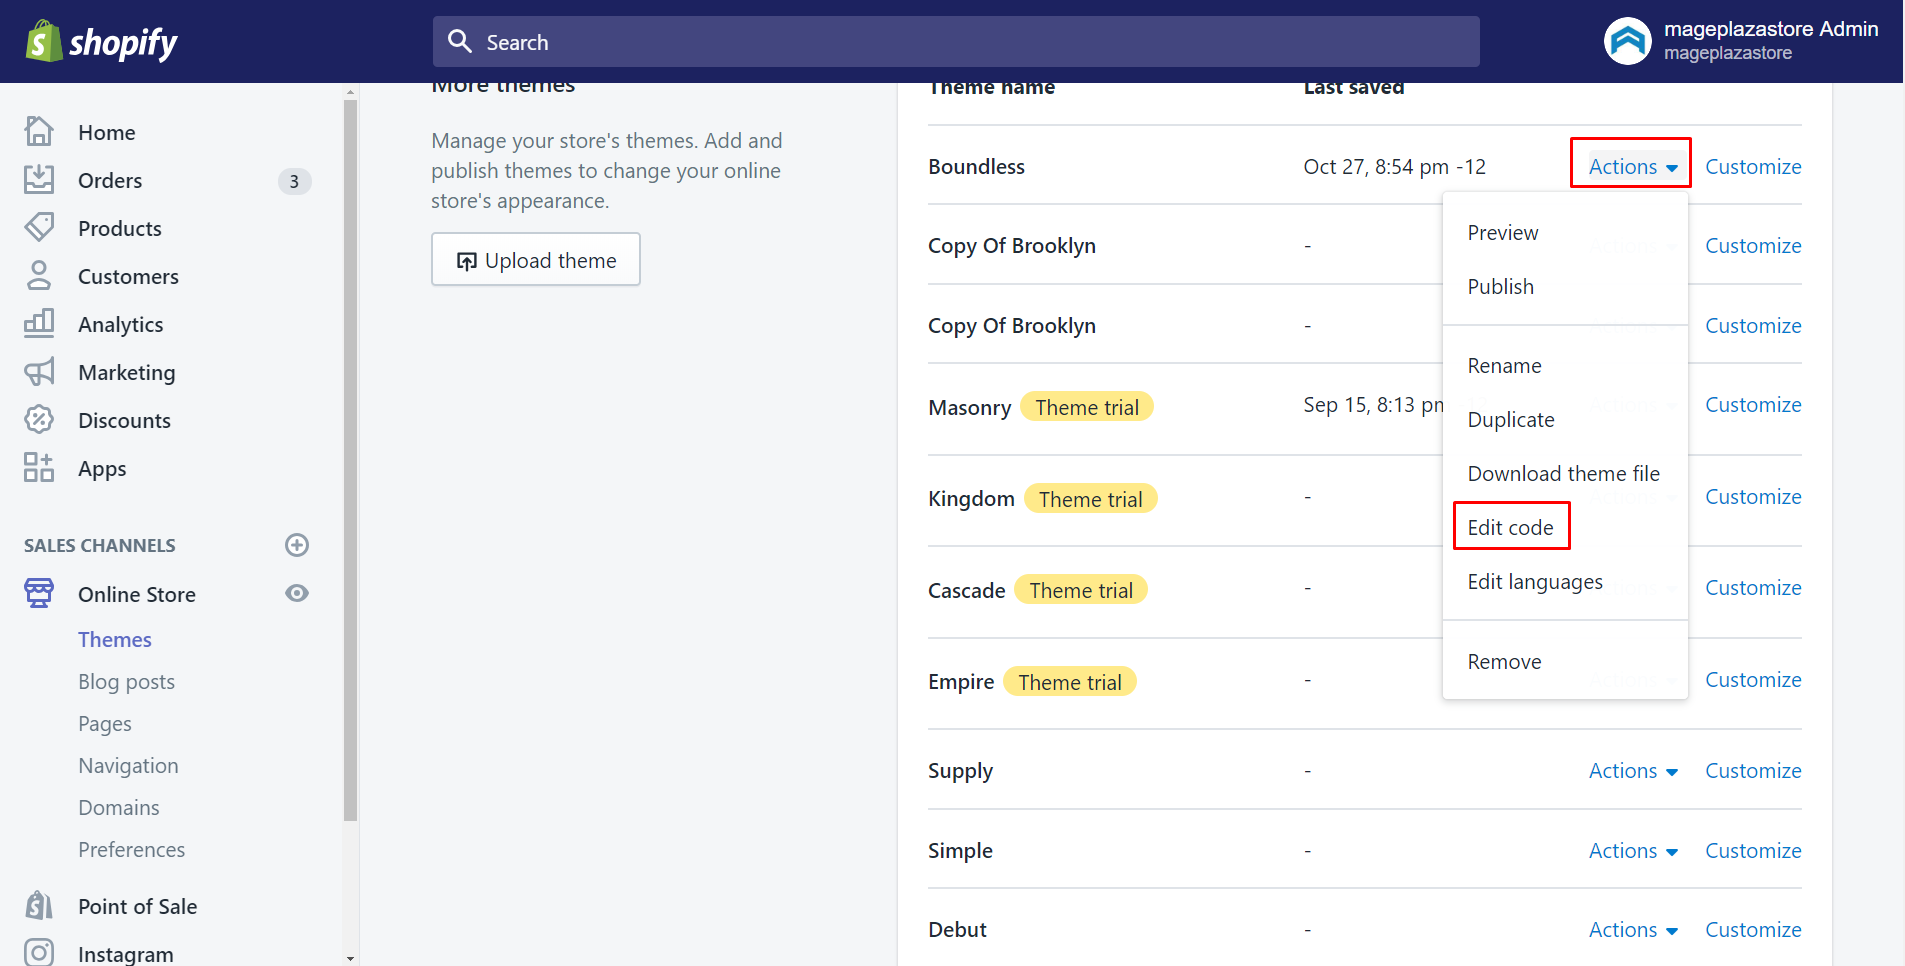 shopify
Search
mageplazastore Admin
mageplazastore
Home
Orders
3
Products
Customers
Analytics
Marketing
Discounts
Apps
SALES CHANNELS
Online Store
Themes
Blog posts
Pages
Navigation
Domains
Preferences
Point of Sale
Instagram
More themes
Manage your store's themes. Add and
publish themes to change your online
store's appearance.
Upload theme
Theme name Last saved
Boundless Oct 27, 8:54 pm -12 Actions Customize
Copy Of Brooklyn - Customize
Copy Of Brooklyn - Customize
Masonry Theme trial Sep 15, 8:13 pm Customize
Kingdom Theme trial - Customize
Cascade Theme trial - Customize
Empire Theme trial - Customize
Supply - Actions Customize
Simple - Actions Customize
Debut - Actions Customize
Preview
Publish
Rename
Duplicate
Download theme file
Edit code
Edit languages
Remove